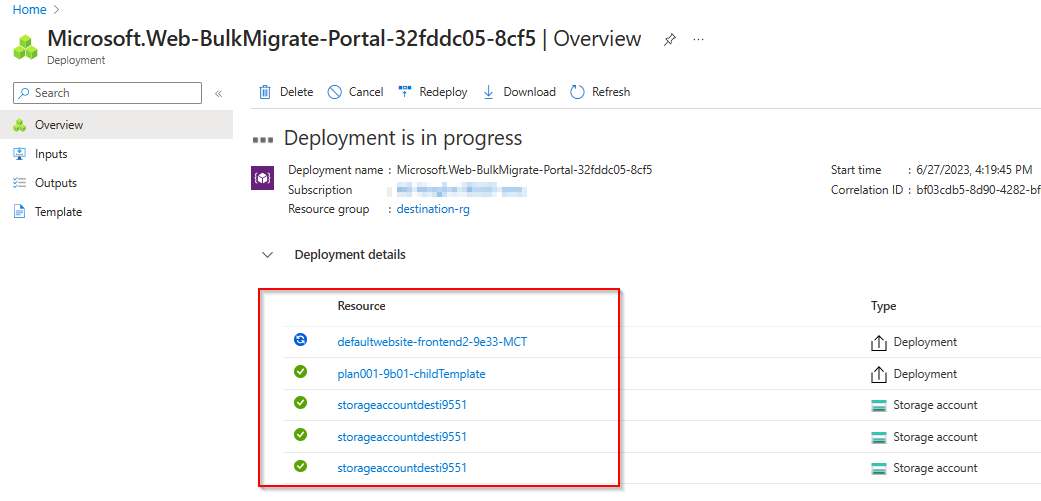 Home >
Microsoft.Web-BulkMigrate-Portal-32fddc05-8cf5 | Overview ...
Deployment
Search «
Delete Cancel Redeploy Download Refresh
Overview
Inputs
Outputs
Template
Deployment is in progress
Deployment name : Microsoft.Web-BulkMigrate-Portal-32fddc05-8cf5
Start time : 6/27/2023, 4:19:45 PM
Subscription :
Correlation ID : bf03cdb5-8d90-4282-bf
Resource group : destination-rg
Deployment details
Resource Type
defaultwebsite-frontend2-9e33-MCT Deployment
plan001-9b01-childTemplate Deployment
storageaccountdesti9551 Storage account
storageaccountdesti9551 Storage account
storageaccountdesti9551 Storage account